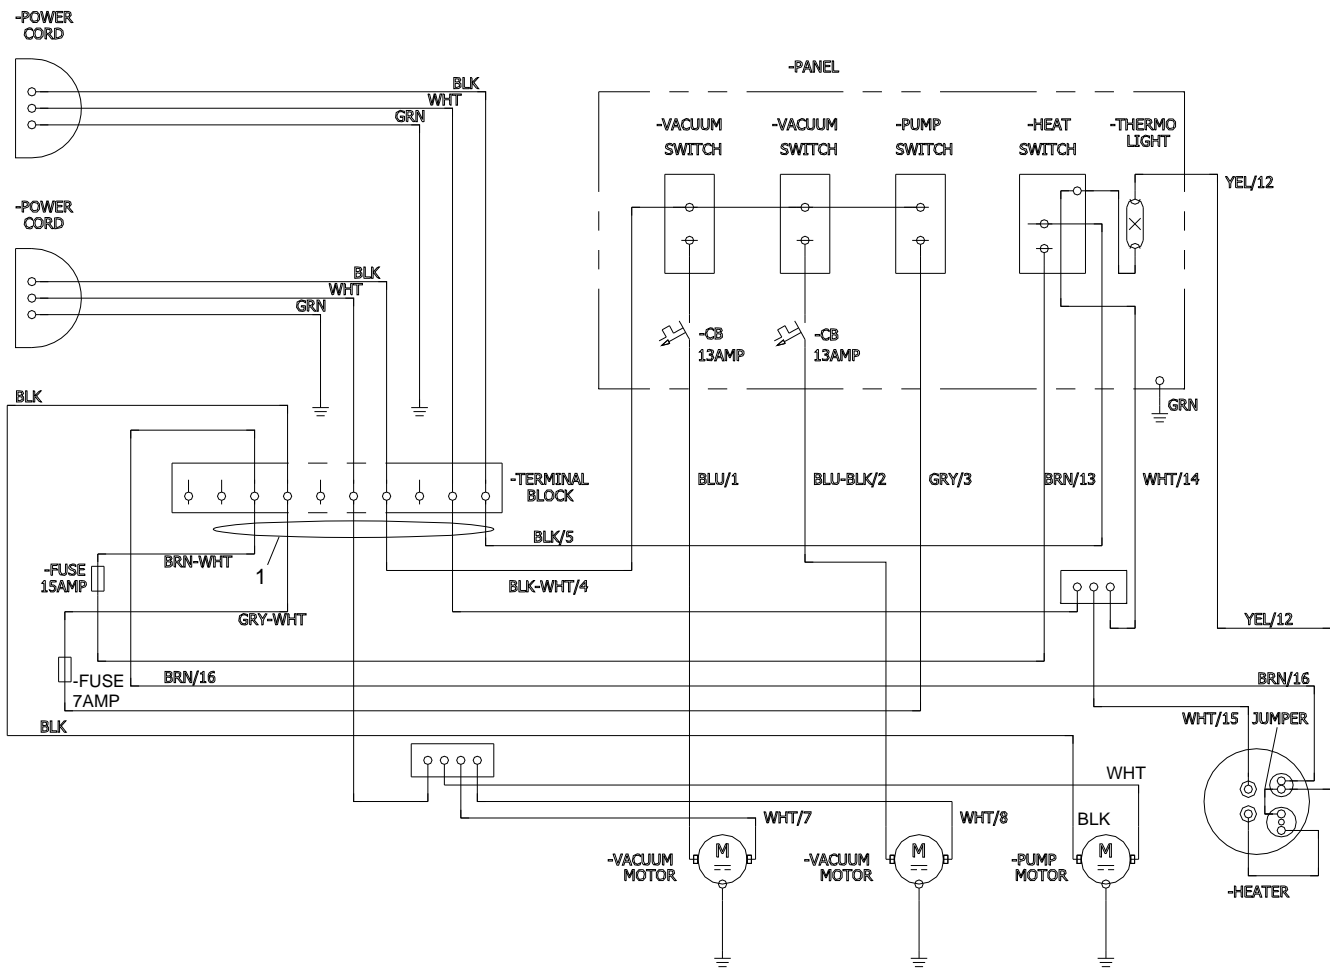 -POWER
CORD
BLK
WHT
GRN
-PANEL
-VACUUM
SWITCH
-VACUUM
SWITCH
-PUMP
SWITCH
-HEAT
SWITCH
-THERMO
LIGHT
YEL/12
-POWER
CORD
BLK
WHT
GRN
-CB
13AMP
-CB
13AMP
BLK
GRN
-TERMINAL
BLOCK
BLU/1
BLU-BLK/2
GRY/3
BRN/13
WHT/14
BLK/5
BRN-WHT
-FUSE
15AMP
1
BLK-WHT/4
GRY-WHT
YEL/12
BRN/16
-FUSE
7AMP
BRN/16
BLK
WHT/15
JUMPER
WHT
WHT/7
WHT/8
BLK
M
M
M
-VACUUM
MOTOR
-VACUUM
MOTOR
-PUMP
MOTOR
-HEATER